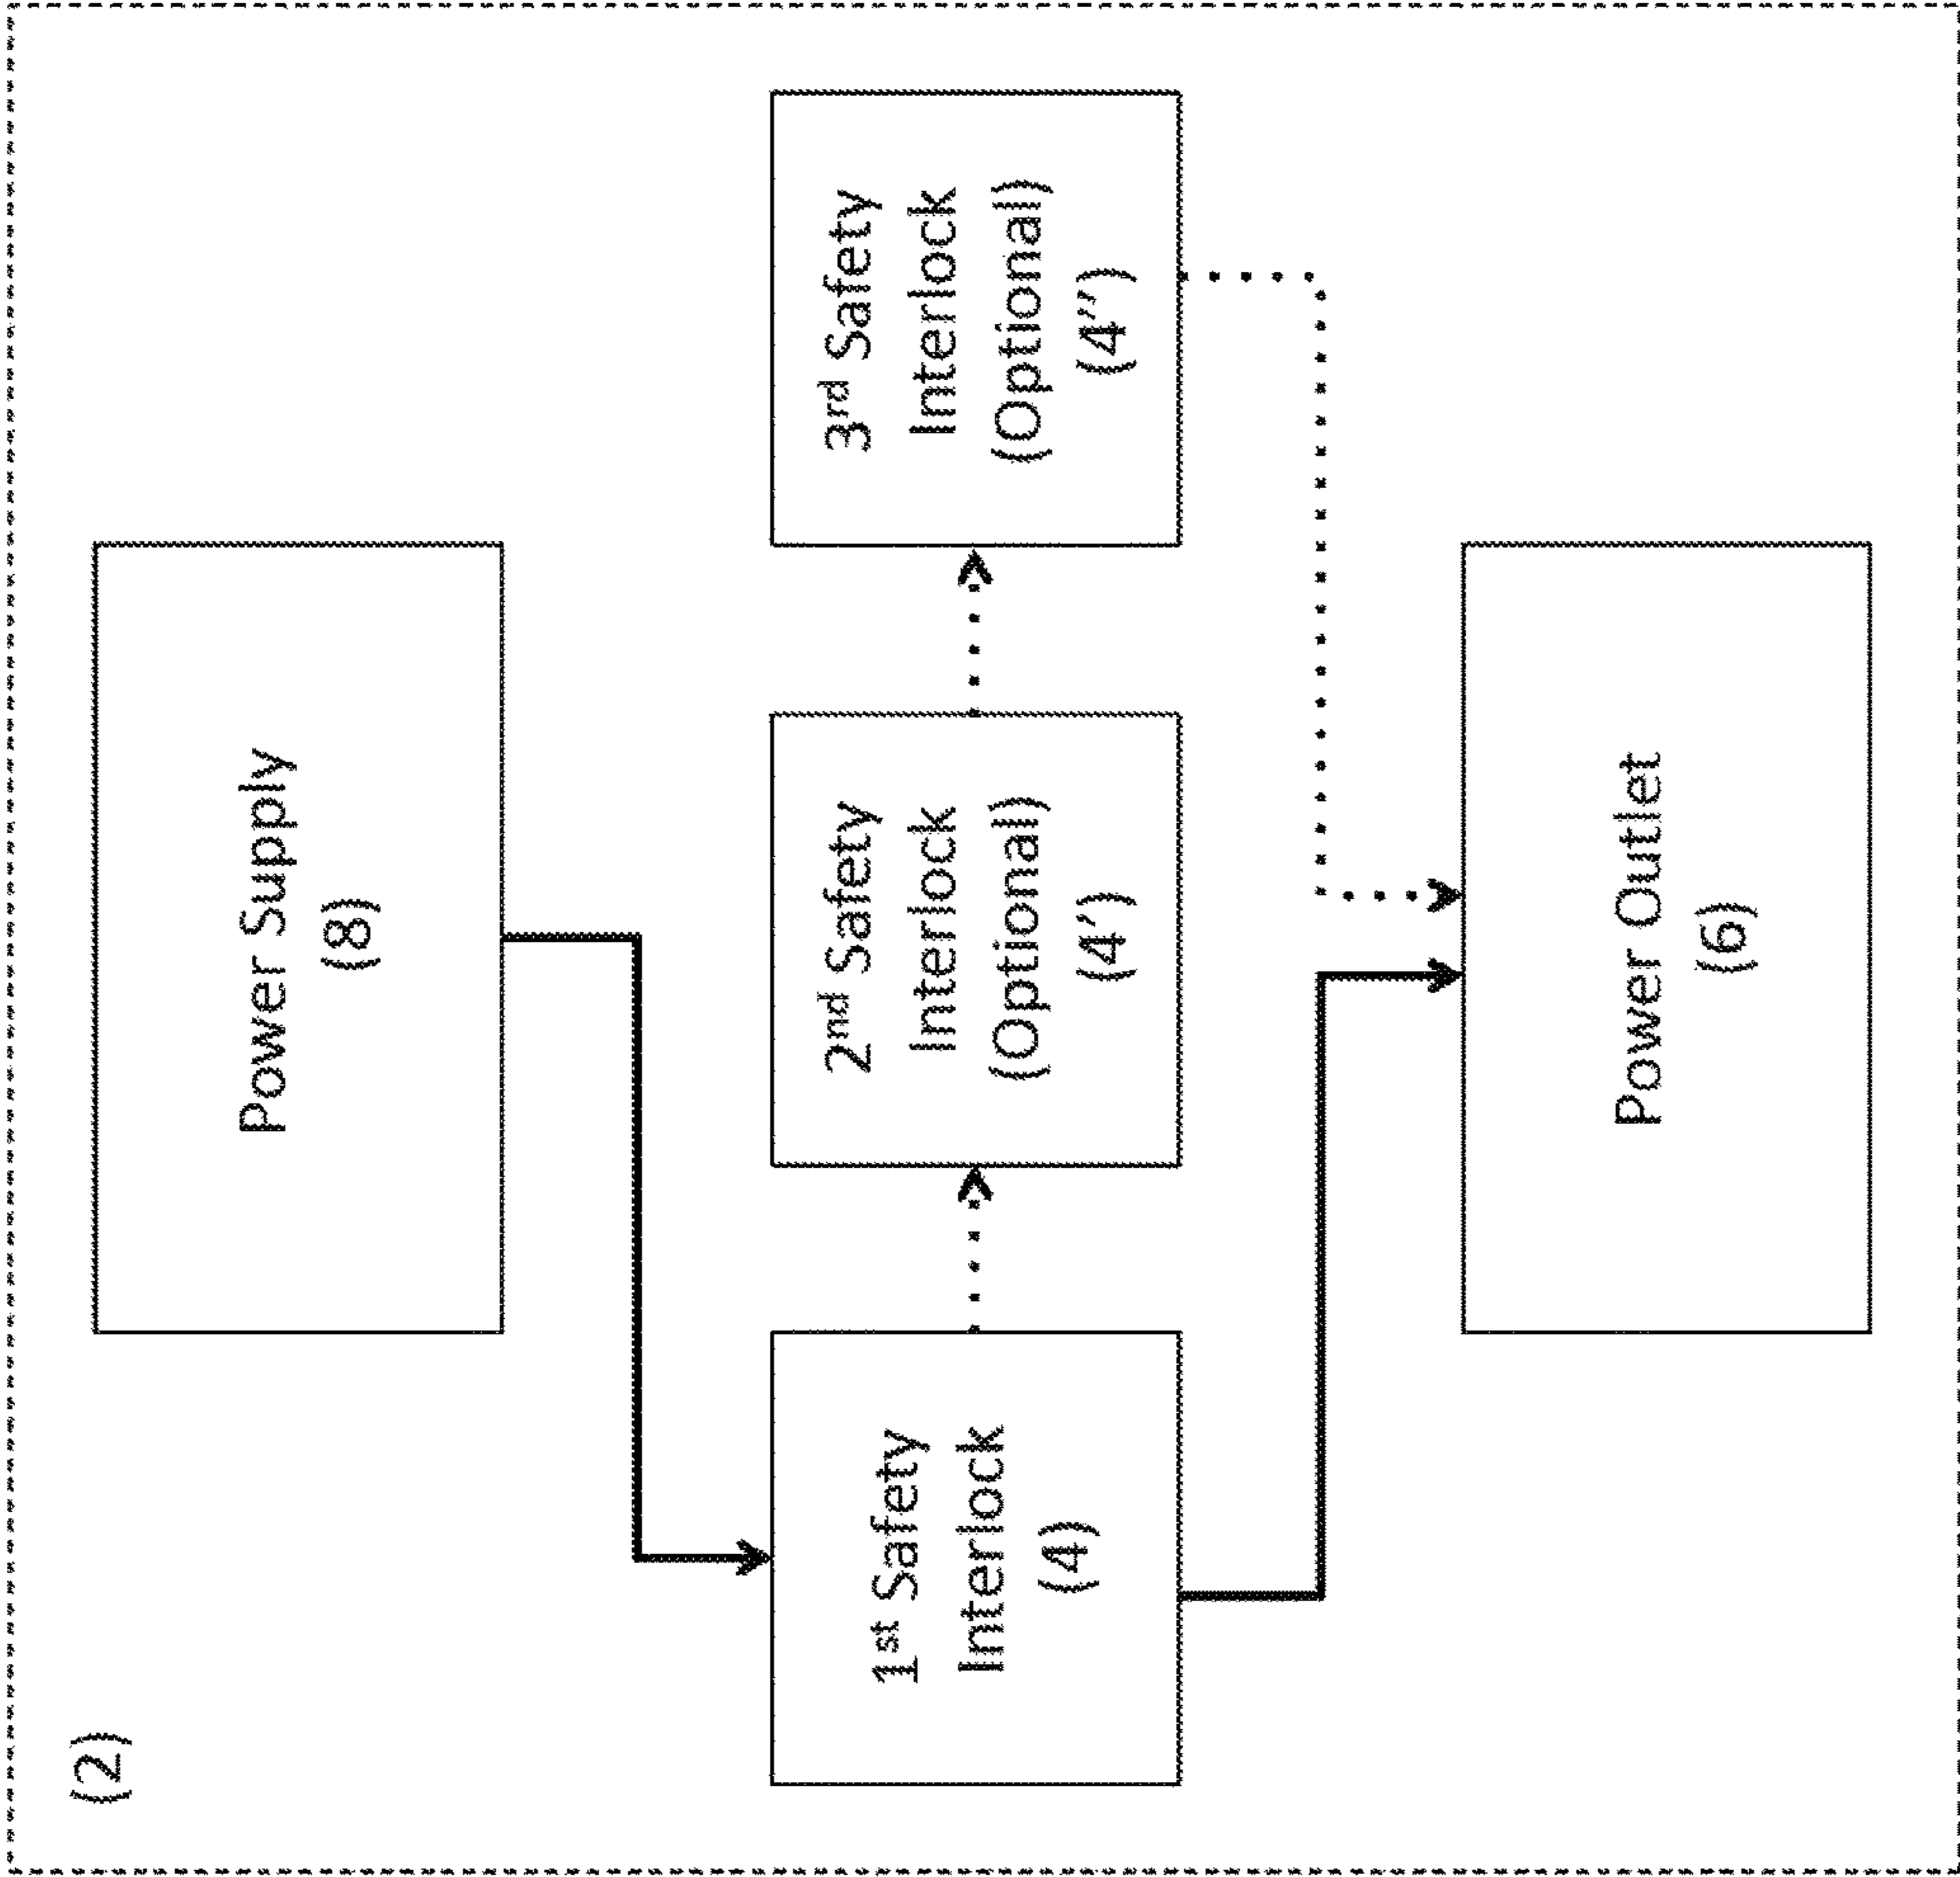 (2)
Power Supply
(8)
1st Safety
Interlock
(4)
2nd Safety
Interlock
(Optional)
(4’)
3rd Safety
Interlock
(Optional)
(4’’)
Power Outlet
(6)